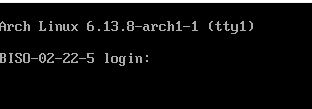 Arch Linux 6.13.8-arch1-1 (tty1)
BISO-02-22-5 login: